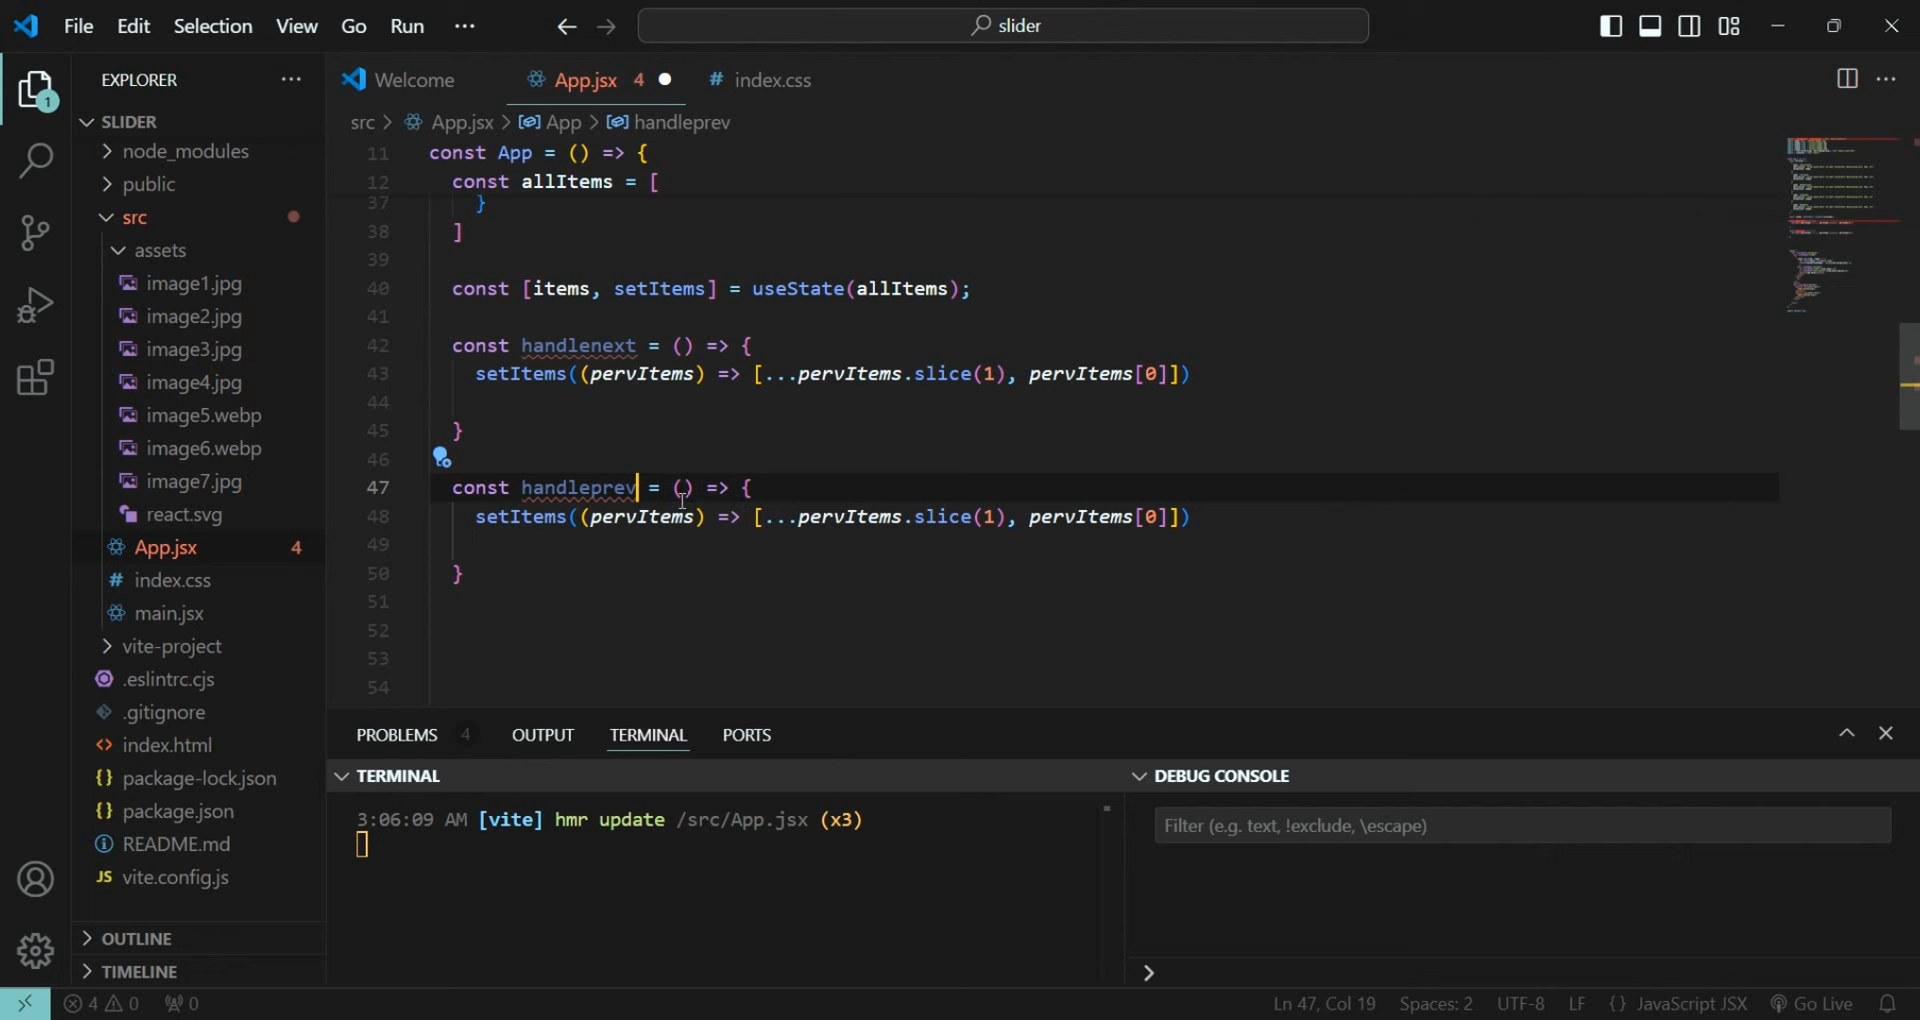 File Edit Selection View Go Run ··· slider
EXPLORER
Welcome App.jsx 4 # index.css
SLIDER
src > App.jsx > App > handleprev
node_modules
public
src
assets
image1.jpg
image2.jpg
image3.jpg
image4.jpg
image5.webp
image6.webp
image7.jpg
react.svg
App.jsx 4
# index.css
main.jsx
vite-project
.eslintrc.cjs
.gitignore
<> index.html
{} package-lock.json
{} package.json
README.md
JS vite.config.js
OUTLINE
TIMELINE
11 const App = () => {
12 const allItems = [
37 }
38 ]
39
40 const [items, setItems] = useState(allItems);
41
42 const handlenext = () => {
43 setItems((pervItems) => [...pervItems.slice(1), pervItems[0]])
44
45 }
46
47 const handleprev = () => {
48 setItems((pervItems) => [...pervItems.slice(1), pervItems[0]])
49
50 }
51
52
53
54
PROBLEMS 4 OUTPUT TERMINAL PORTS
TERMINAL
3:06:09 AM [vite] hmr update /src/App.jsx (x3)
DEBUG CONSOLE
Filter (e.g. text, !exclude, \escape)
1
4 0 0 Ln 47, Col 19 Spaces: 2 UTF-8 LF {} JavaScript JSX Go Live